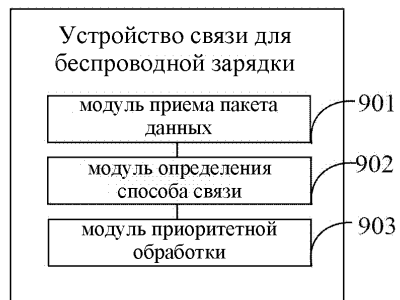 Устройство связи для
беспроводной зарядки
модуль приема пакета
данных
901
модуль определения
способа связи
902
модуль приоритетной
обработки
903